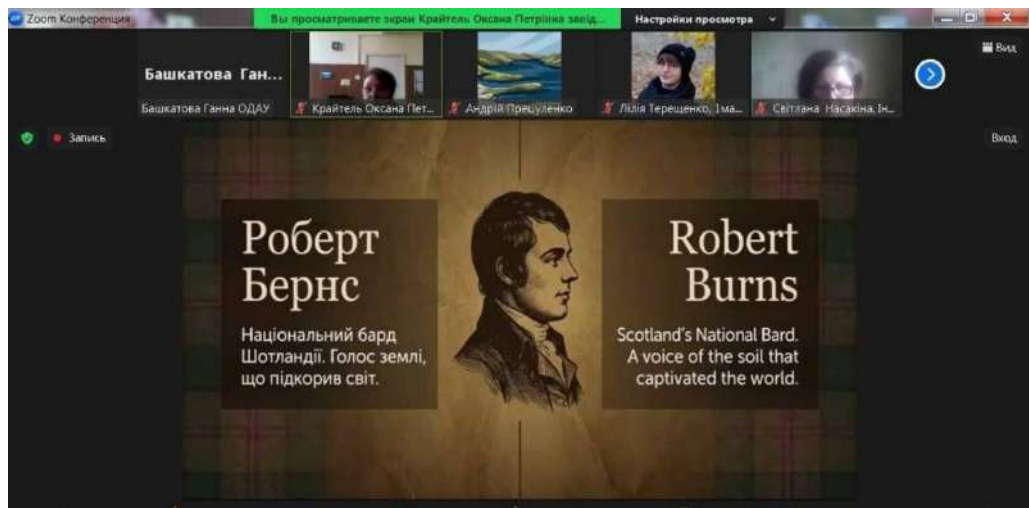 Zoom Конференция
Вы просматриваете экран Крайтель Оксана Петрівна завід...
Настройки просмотра
Вид
Башкатова Ган...
Башкатова Ганна ОДАУ
Крайтель Оксана Пет...
Андрій Прецуленко
Лілія Терещенко, 1ма...
Світлана Насакіна, Ін...
Запись
Вход
Роберт
Бернс
Національний бард
Шотландії. Голос землі,
що підкорив світ.
Robert
Burns
Scotland's National Bard.
A voice of the soil that
captivated the world.